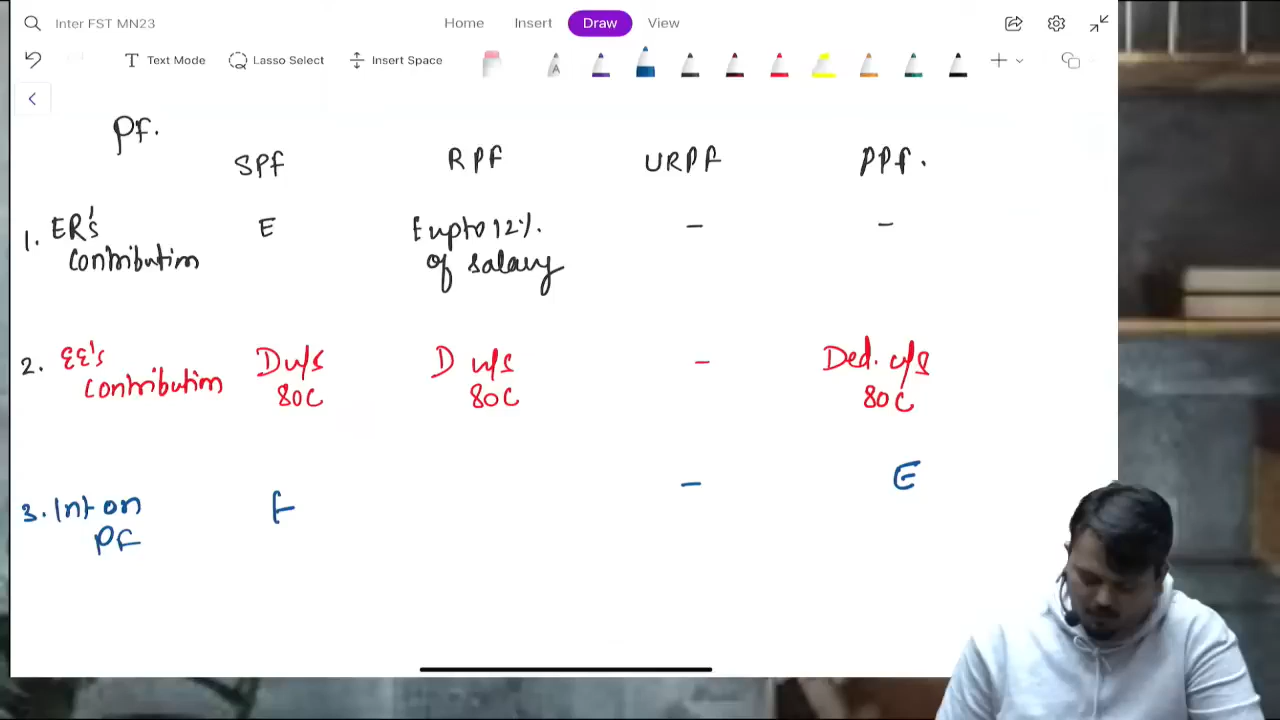 Inter FST MN23
Home Insert Draw View
Text Mode Lasso Select Insert Space
Pf.
SPf RPF URPF PPf.
1. ER's E E upto 12% - -
Contribution of salary
2. EE's D u/s D u/s - Ded. u/s
Contribution 80C 80C 80C
3. Int on E - E
PF